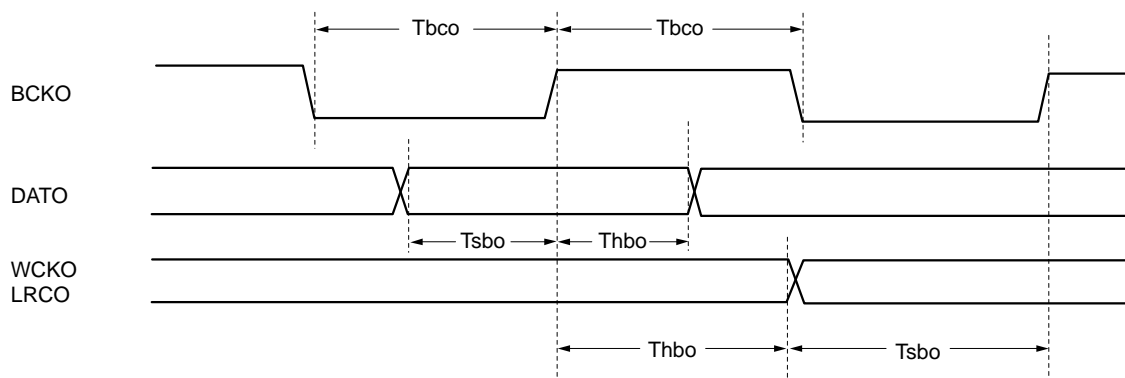 Tbco Tbco
BCKO
DATO
Tsbo Thbo
WCKO
LRCO
Thbo Tsbo